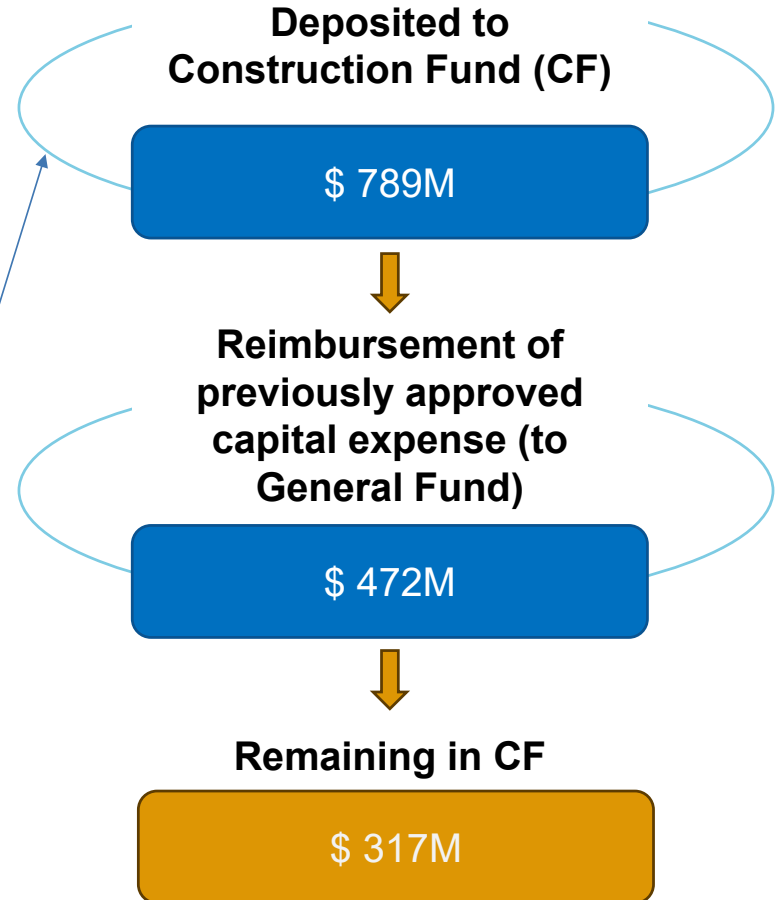 Deposited to
Construction Fund (CF)
$ 789M
Reimbursement of
previously approved
capital expense (to
General Fund)
$ 472M
Remaining in CF
$ 317M